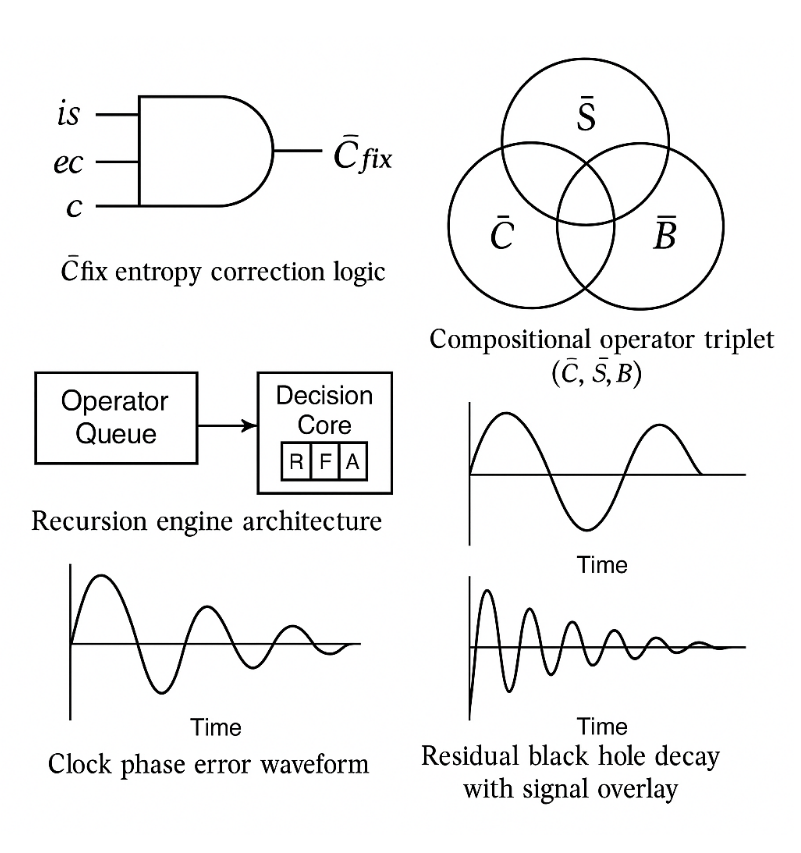 is
ec
c
C̄fix
C̄fix entropy correction logic
S̄
C̄
B̄
Compositional operator triplet
(C̄, S̄, B)
Operator
Queue
Decision
Core
R F A
Recursion engine architecture
Time
Time
Clock phase error waveform
Time
Residual black hole decay
with signal overlay